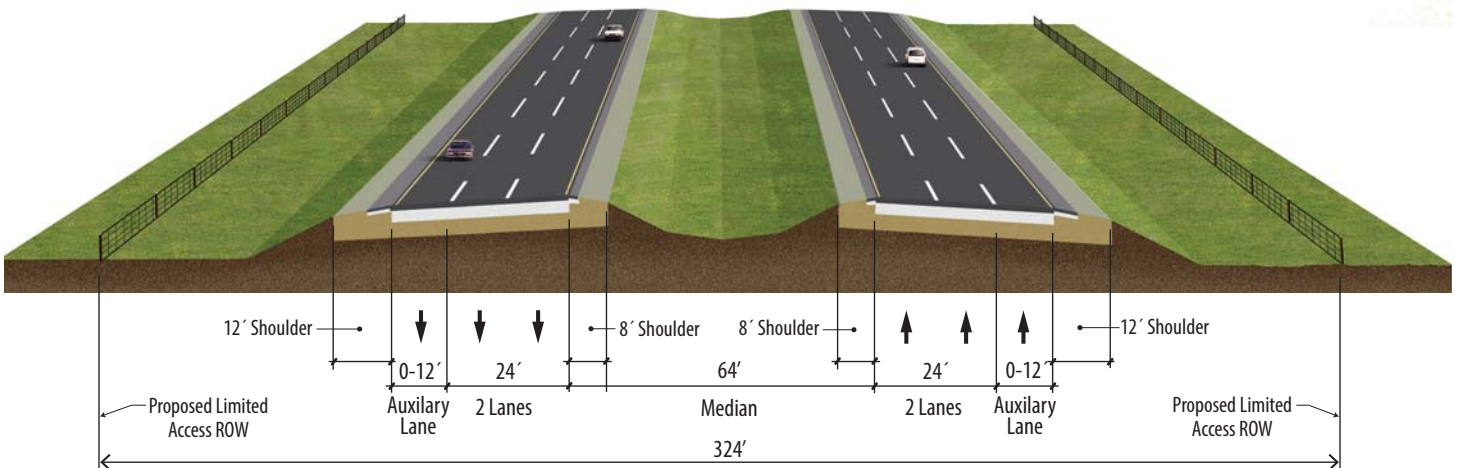 12´ Shoulder
8´ Shoulder
8´ Shoulder
12´ Shoulder
0-12´
24´
64’
24´
0-12´
Auxilary
Lane
2 Lanes
Median
2 Lanes
Auxilary
Lane
Proposed Limited
Access ROW
Proposed Limited
Access ROW
324’